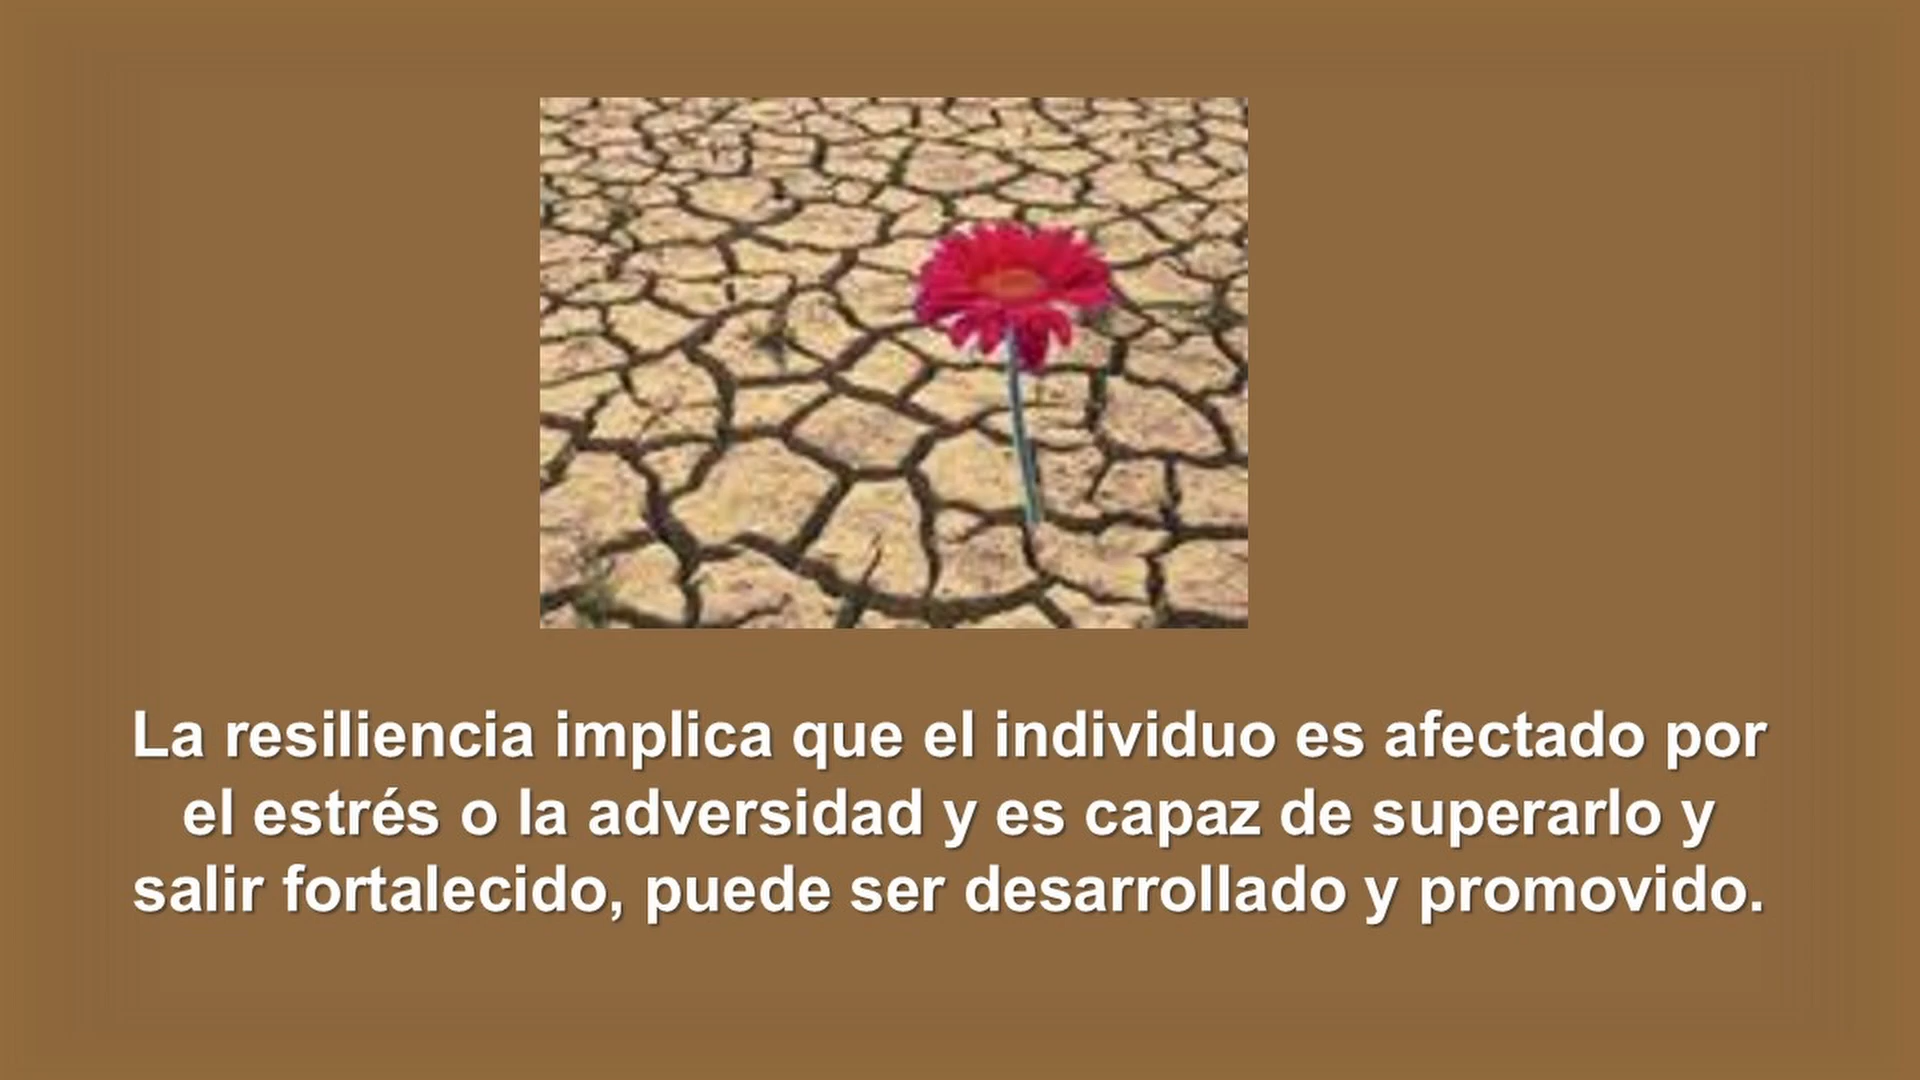 La resiliencia implica que el individuo es afectado por
el estrés o la adversidad y es capaz de superarlo y
salir fortalecido, puede ser desarrollado y promovido.